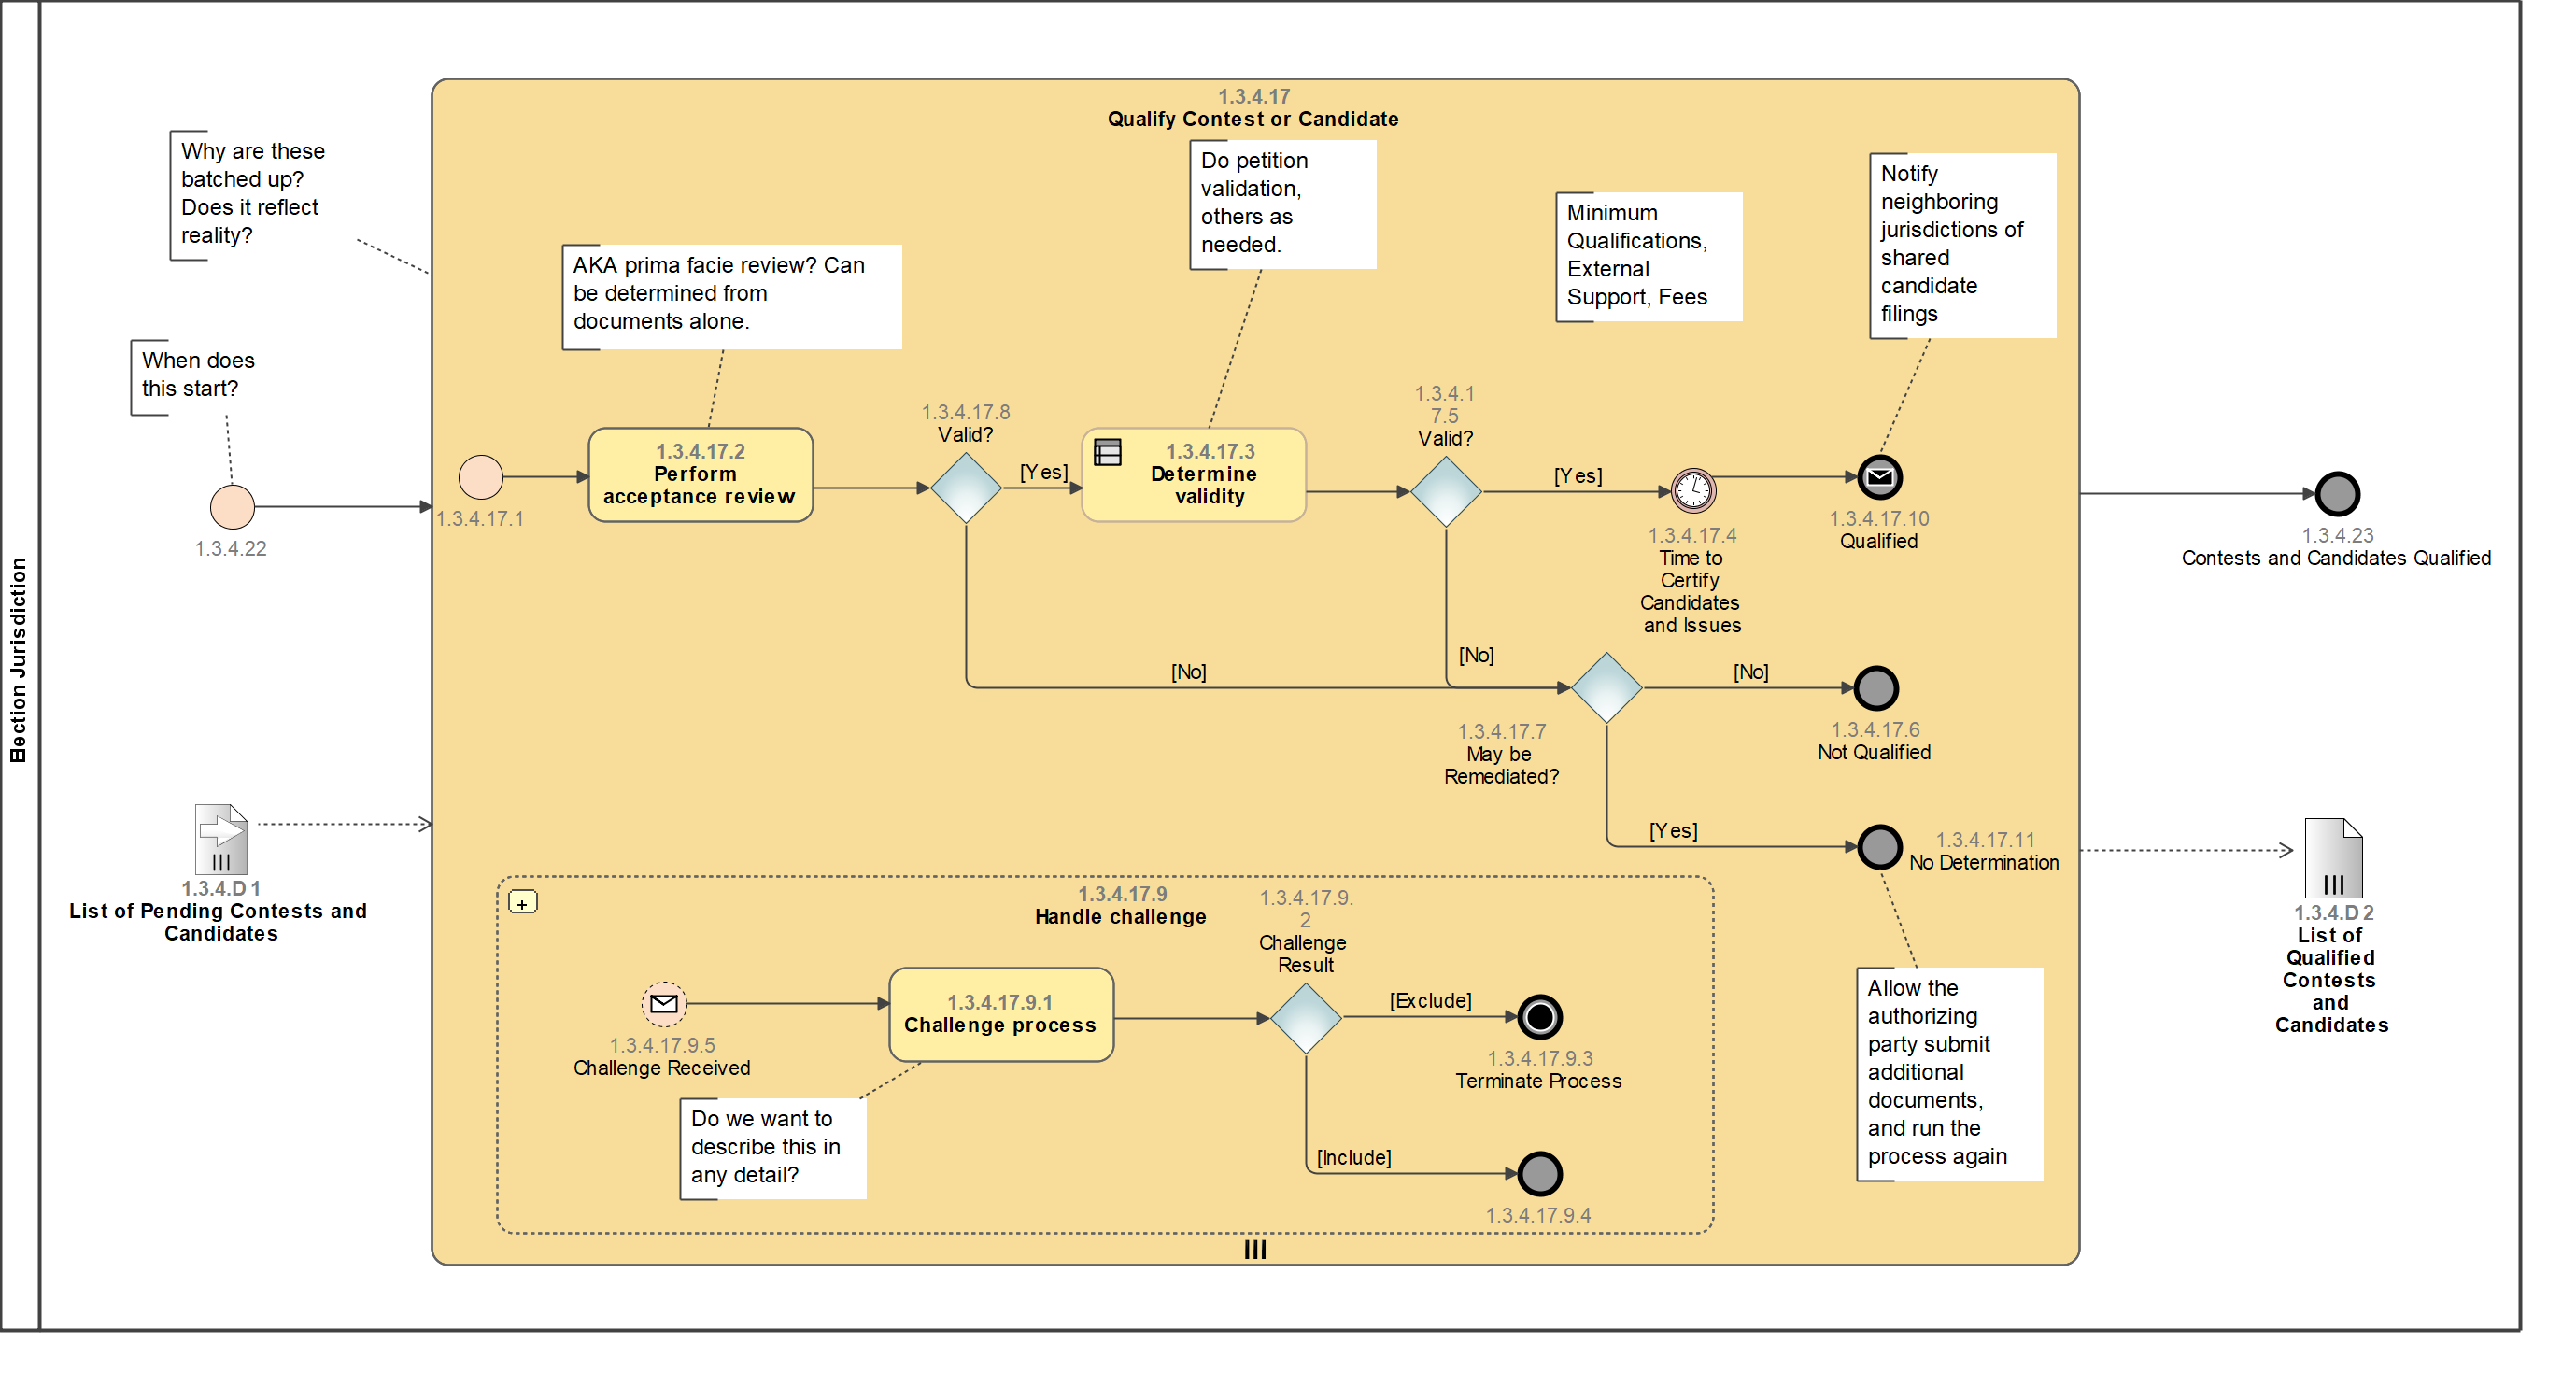 Election Jurisdiction
1.3.4.17
Qualify Contest or Candidate
Why are these
batched up?
Does it reflect
reality?
When does
this start?
1.3.4.22
1.3.4.D 1
List of Pending Contests and
Candidates
AKA prima facie review? Can
be determined from
documents alone.
Do petition
validation,
others as
needed.
Minimum
Qualifications,
External
Support, Fees
Notify
neighboring
jurisdictions of
shared
candidate
filings
1.3.4.17.1
1.3.4.17.2
Perform
acceptance review
1.3.4.17.8
Valid?
[Yes]
1.3.4.17.3
Determine
validity
1.3.4.1
7.5
Valid?
[Yes]
1.3.4.17.4
Time to
Certify
Candidates
and Issues
1.3.4.17.10
Qualified
1.3.4.23
Contests and Candidates Qualified
[No]
[No]
1.3.4.17.7
May be
Remediated?
[No]
1.3.4.17.6
Not Qualified
[Yes]
1.3.4.17.11
No Determination
1.3.4.17.9
Handle challenge
1.3.4.17.9.5
Challenge Received
1.3.4.17.9.1
Challenge process
Do we want to
describe this in
any detail?
1.3.4.17.9.
2
Challenge
Result
[Exclude]
1.3.4.17.9.3
Terminate Process
[Include]
1.3.4.17.9.4
Allow the
authorizing
party submit
additional
documents,
and run the
process again
1.3.4.D 2
List of
Qualified
Contests
and
Candidates